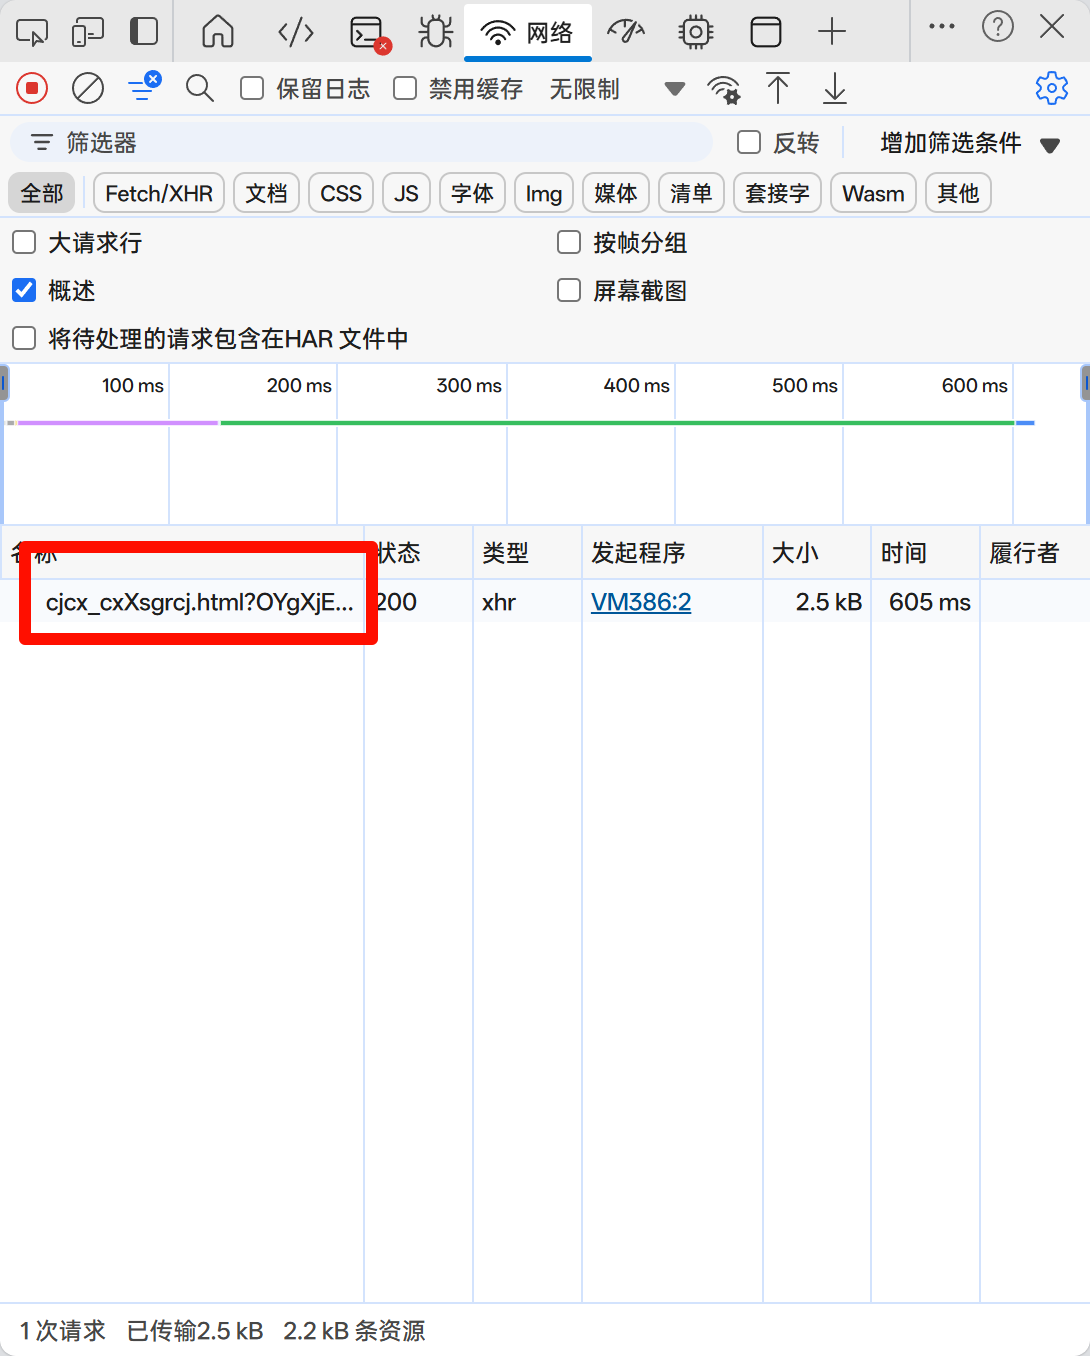 网络
保留日志 禁用缓存 无限制
筛选器 反转 增加筛选条件
全部 Fetch/XHR 文档 CSS JS 字体 Img 媒体 清单 套接字 Wasm 其他
大请求行 按帧分组
概述 屏幕截图
将待处理的请求包含在HAR 文件中
100 ms 200 ms 300 ms 400 ms 500 ms 600 ms
名称 状态 类型 发起程序 大小 时间 履行者
cjcx_cxXsgrcj.html?OYgXjE... 200 xhr VM386:2 2.5 kB 605 ms
1 次请求 已传输2.5 kB 2.2 kB 条资源